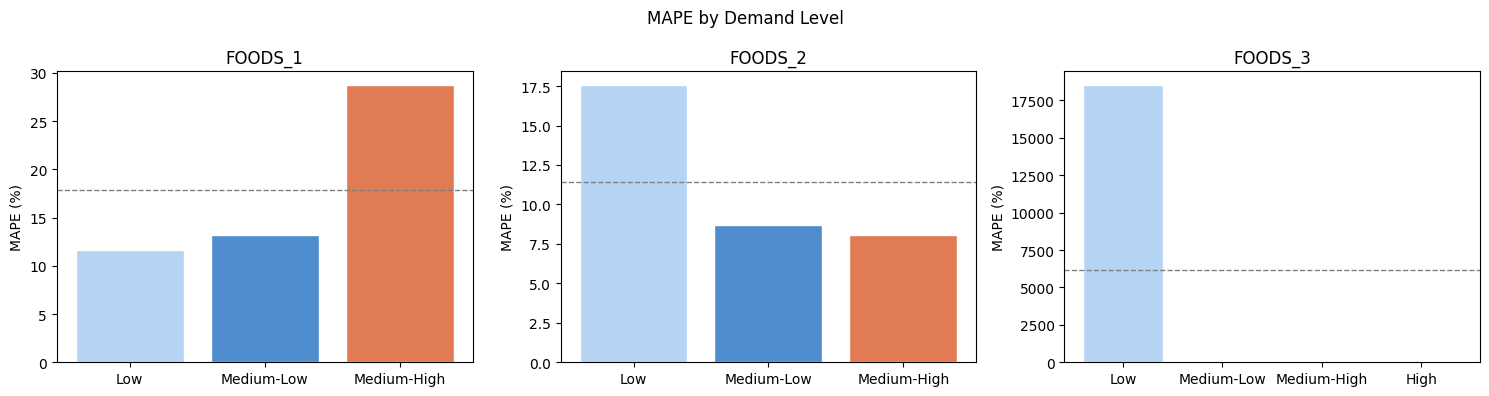 MAPE by Demand Level
FOODS_1
MAPE (%)
30
25
20
15
10
5
0
Low Medium-Low Medium-High
FOODS_2
MAPE (%)
17.5
15.0
12.5
10.0
7.5
5.0
2.5
0.0
Low Medium-Low Medium-High
FOODS_3
MAPE (%)
17500
15000
12500
10000
7500
5000
2500
0
Low Medium-Low Medium-High High